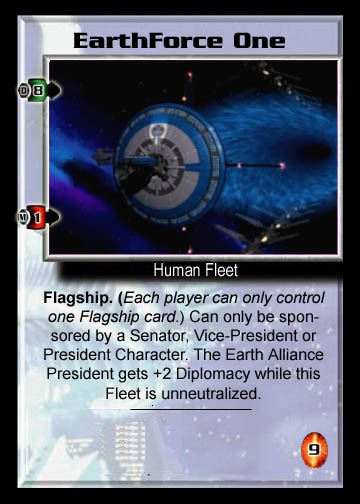 EarthForce One
D 8
M 1
Human Fleet
Flagship. (Each player can only control
one Flagship card.) Can only be spon-
sored by a Senator, Vice-President or
President Character. The Earth Alliance
President gets +2 Diplomacy while this
Fleet is unneutralized.
9